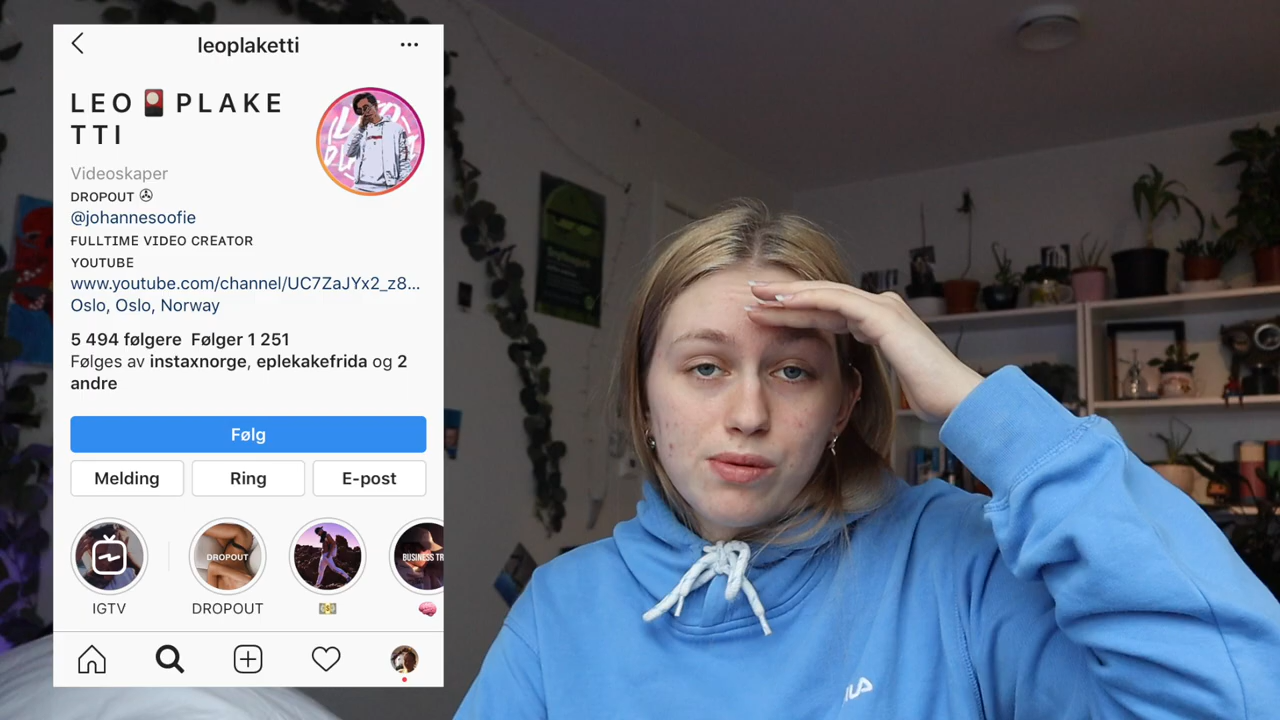 leoplaketti
LEO🎴PLAKE
TTI
Videoskaper
DROPOUT ✇
@johannesoofie
FULLTIME VIDEO CREATOR
YOUTUBE
www.youtube.com/channel/UC7ZaJYx2_z8...
Oslo, Oslo, Norway
5 494 følgere Følger 1 251
Følges av instaxnorge, eplekakefrida og 2
andre
Følg
Melding Ring E-post
DROPOUT BUSINESS TR
IGTV DROPOUT 💵 🧠